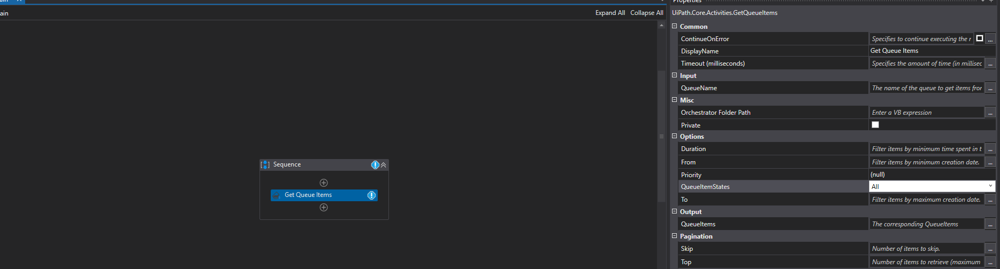 ain
Expand All Collapse All
Sequence
Get Queue Items
Properties
UiPath.Core.Activities.GetQueueItems
Common
ContinueOnError Specifies to continue executing the r ...
DisplayName Get Queue Items
Timeout (milliseconds) Specifies the amount of time (in millisec ...
Input
QueueName The name of the queue to get items fror ...
Misc
Orchestrator Folder Path Enter a VB expression ...
Private
Options
Duration Filter items by minimum time spent in t ...
From Filter items by minimum creation date. ...
Priority (null)
QueueItemStates All
To Filter items by maximum creation date. ...
Output
QueueItems The corresponding QueueItems ...
Pagination
Skip Number of items to skip. ...
Top Number of items to retrieve (maximum ...